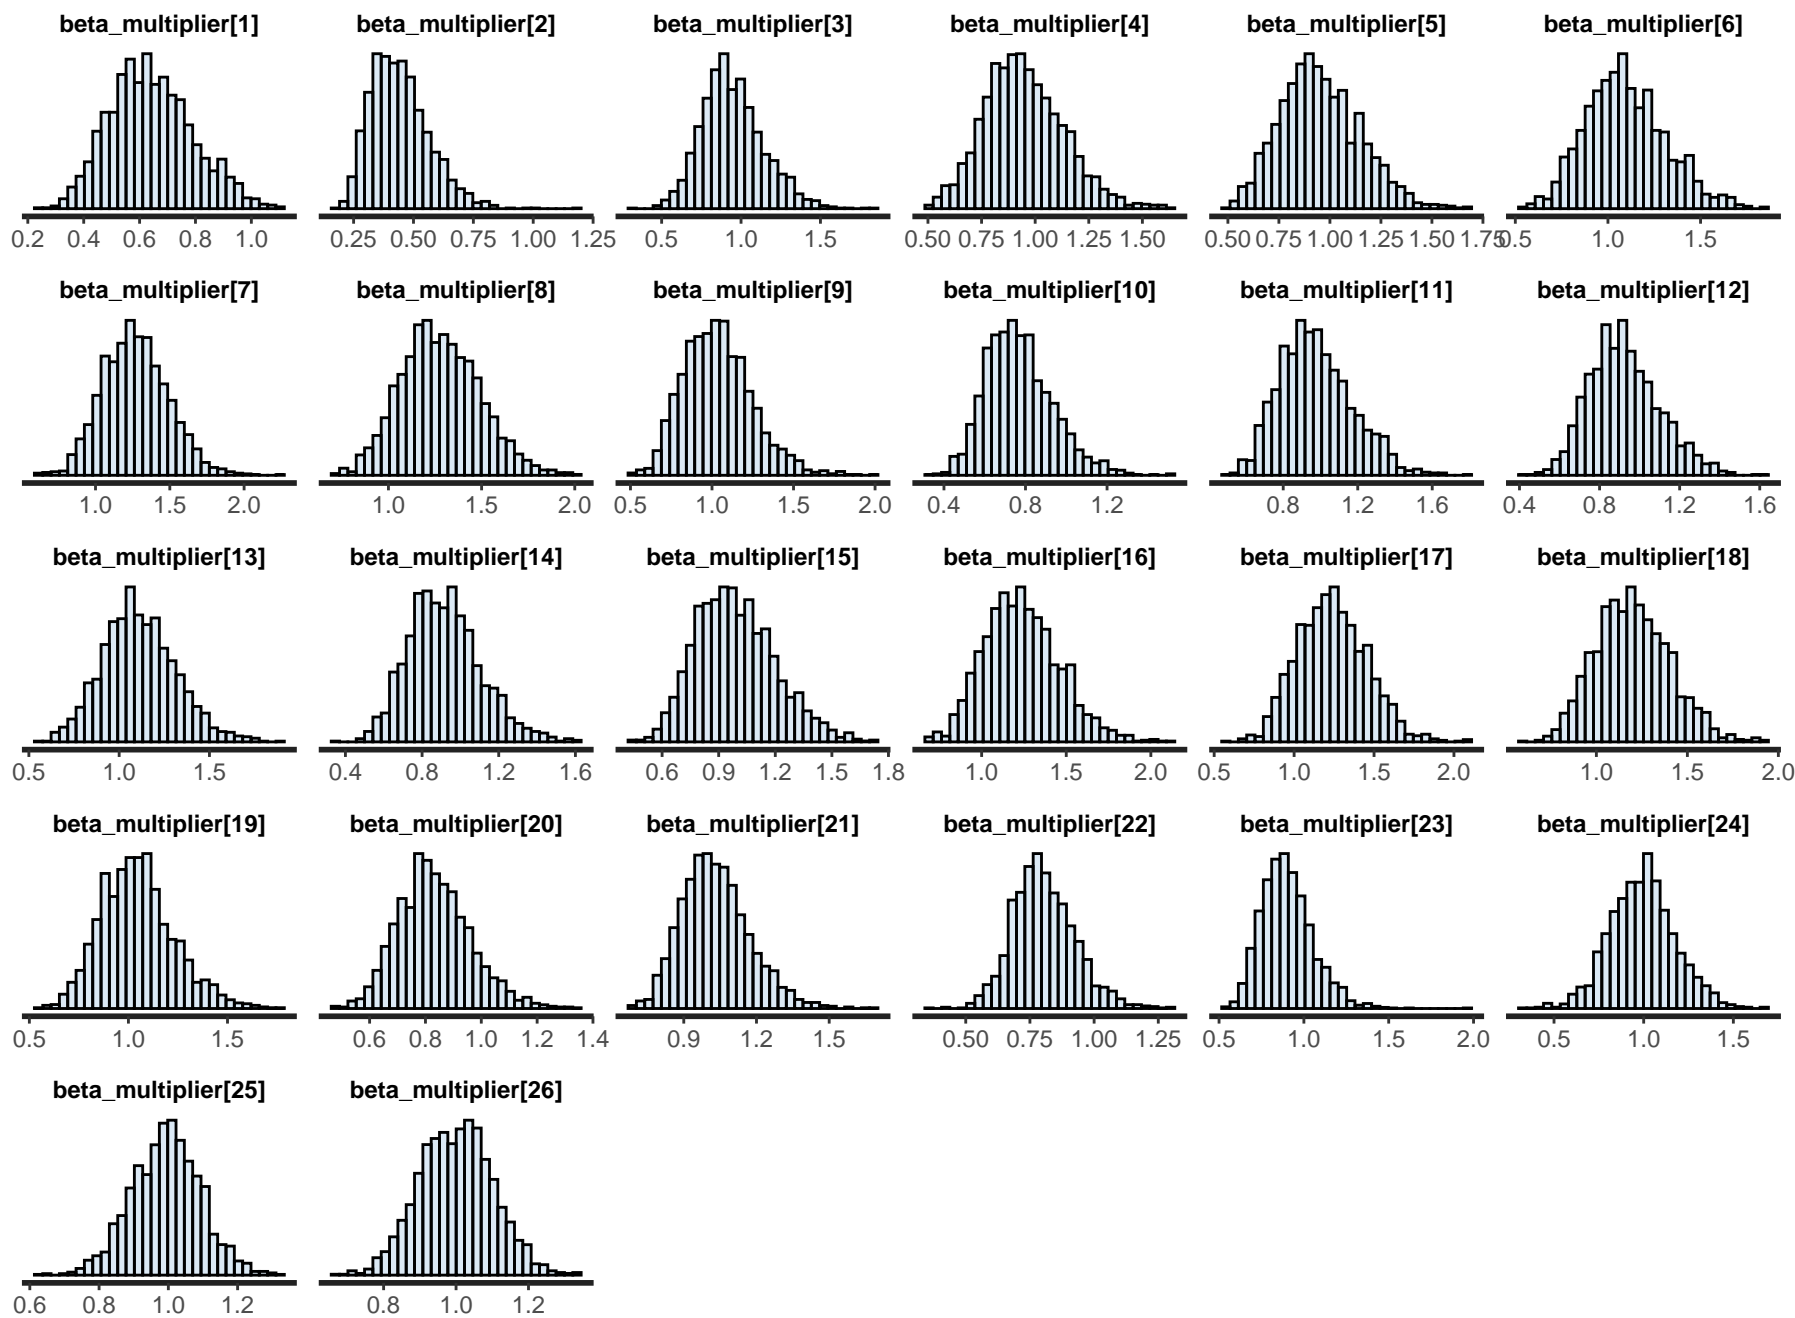 beta_multiplier[1] beta_multiplier[2] beta_multiplier[3] beta_multiplier[4] beta_multiplier[5] beta_multiplier[6]
0.2 0.4 0.6 0.8 1.0 0.25 0.50 0.75 1.00 1.25 0.5 1.0 1.5 0.50 0.75 1.00 1.25 1.50 0.50 0.75 1.00 1.25 1.50 1.75 0.5 1.0 1.5
beta_multiplier[7] beta_multiplier[8] beta_multiplier[9] beta_multiplier[10] beta_multiplier[11] beta_multiplier[12]
1.0 1.5 2.0 1.0 1.5 2.0 0.5 1.0 1.5 2.0 0.4 0.8 1.2 0.8 1.2 1.6 0.4 0.8 1.2 1.6
beta_multiplier[13] beta_multiplier[14] beta_multiplier[15] beta_multiplier[16] beta_multiplier[17] beta_multiplier[18]
0.5 1.0 1.5 0.4 0.8 1.2 1.6 0.6 0.9 1.2 1.5 1.8 1.0 1.5 2.0 0.5 1.0 1.5 2.0 1.0 1.5 2.0
beta_multiplier[19] beta_multiplier[20] beta_multiplier[21] beta_multiplier[22] beta_multiplier[23] beta_multiplier[24]
0.5 1.0 1.5 0.6 0.8 1.0 1.2 1.4 0.9 1.2 1.5 0.50 0.75 1.00 1.25 0.5 1.0 1.5 2.0 0.5 1.0 1.5
beta_multiplier[25] beta_multiplier[26]
0.6 0.8 1.0 1.2 0.8 1.0 1.2